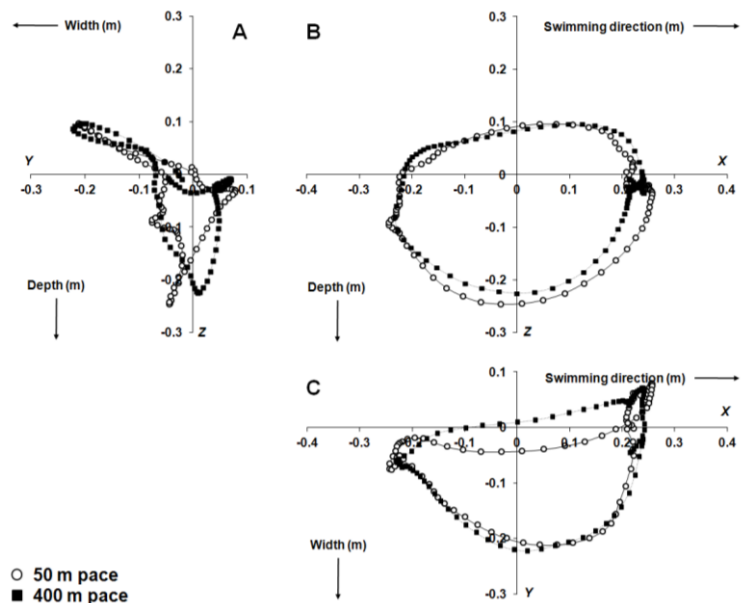 0.3
Width (m)
A
0.2
0.1
Y
0
-0.3 -0.2 -0.1 0.0 0.1
Depth (m)
-0.3 Z
B
0.3
Swimming direction (m)
0.2
0.1
0
X
-0.4 -0.3 -0.2 -0.1 0 0.1 0.2 0.3 0.4
-0.1
-0.2
Depth (m)
-0.3 Z
C
0.1
Swimming direction (m)
X
0
-0.4 -0.3 -0.2 -0.1 0 0.1 0.2 0.3 0.4
-0.1
-0.2
Width (m)
-0.3 Y
50 m pace
400 m pace